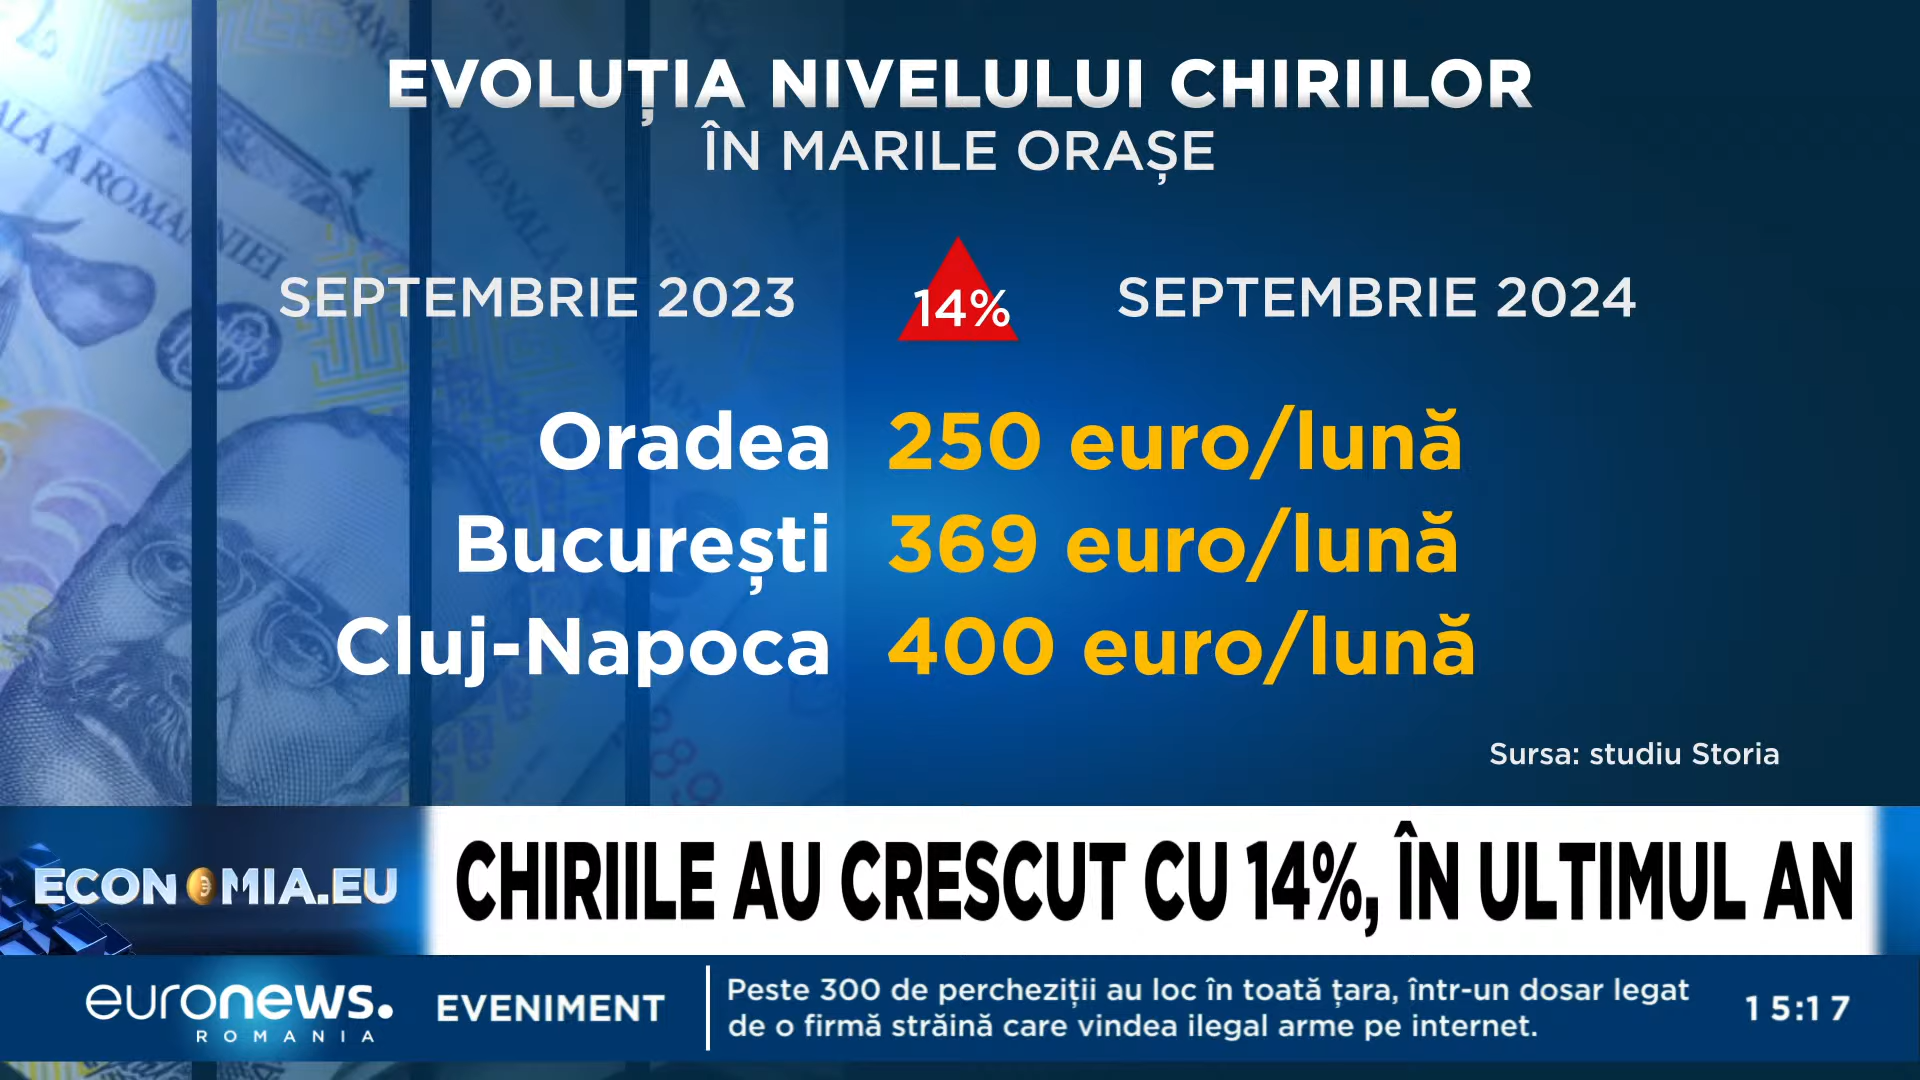 EVOLUȚIA NIVELULUI CHIRIILOR
ÎN MARILE ORAȘE
SEPTEMBRIE 2023
14%
SEPTEMBRIE 2024
Oradea 250 euro/lună
București 369 euro/lună
Cluj-Napoca 400 euro/lună
Sursa: studiu Storia
ECONOMIA.EU
CHIRIILE AU CRESCUT CU 14%, ÎN ULTIMUL AN
euronews.
ROMANIA
EVENIMENT
Peste 300 de percheziții au loc în toată țara, într-un dosar legat
de o firmă străină care vindea ilegal arme pe internet.
15:17